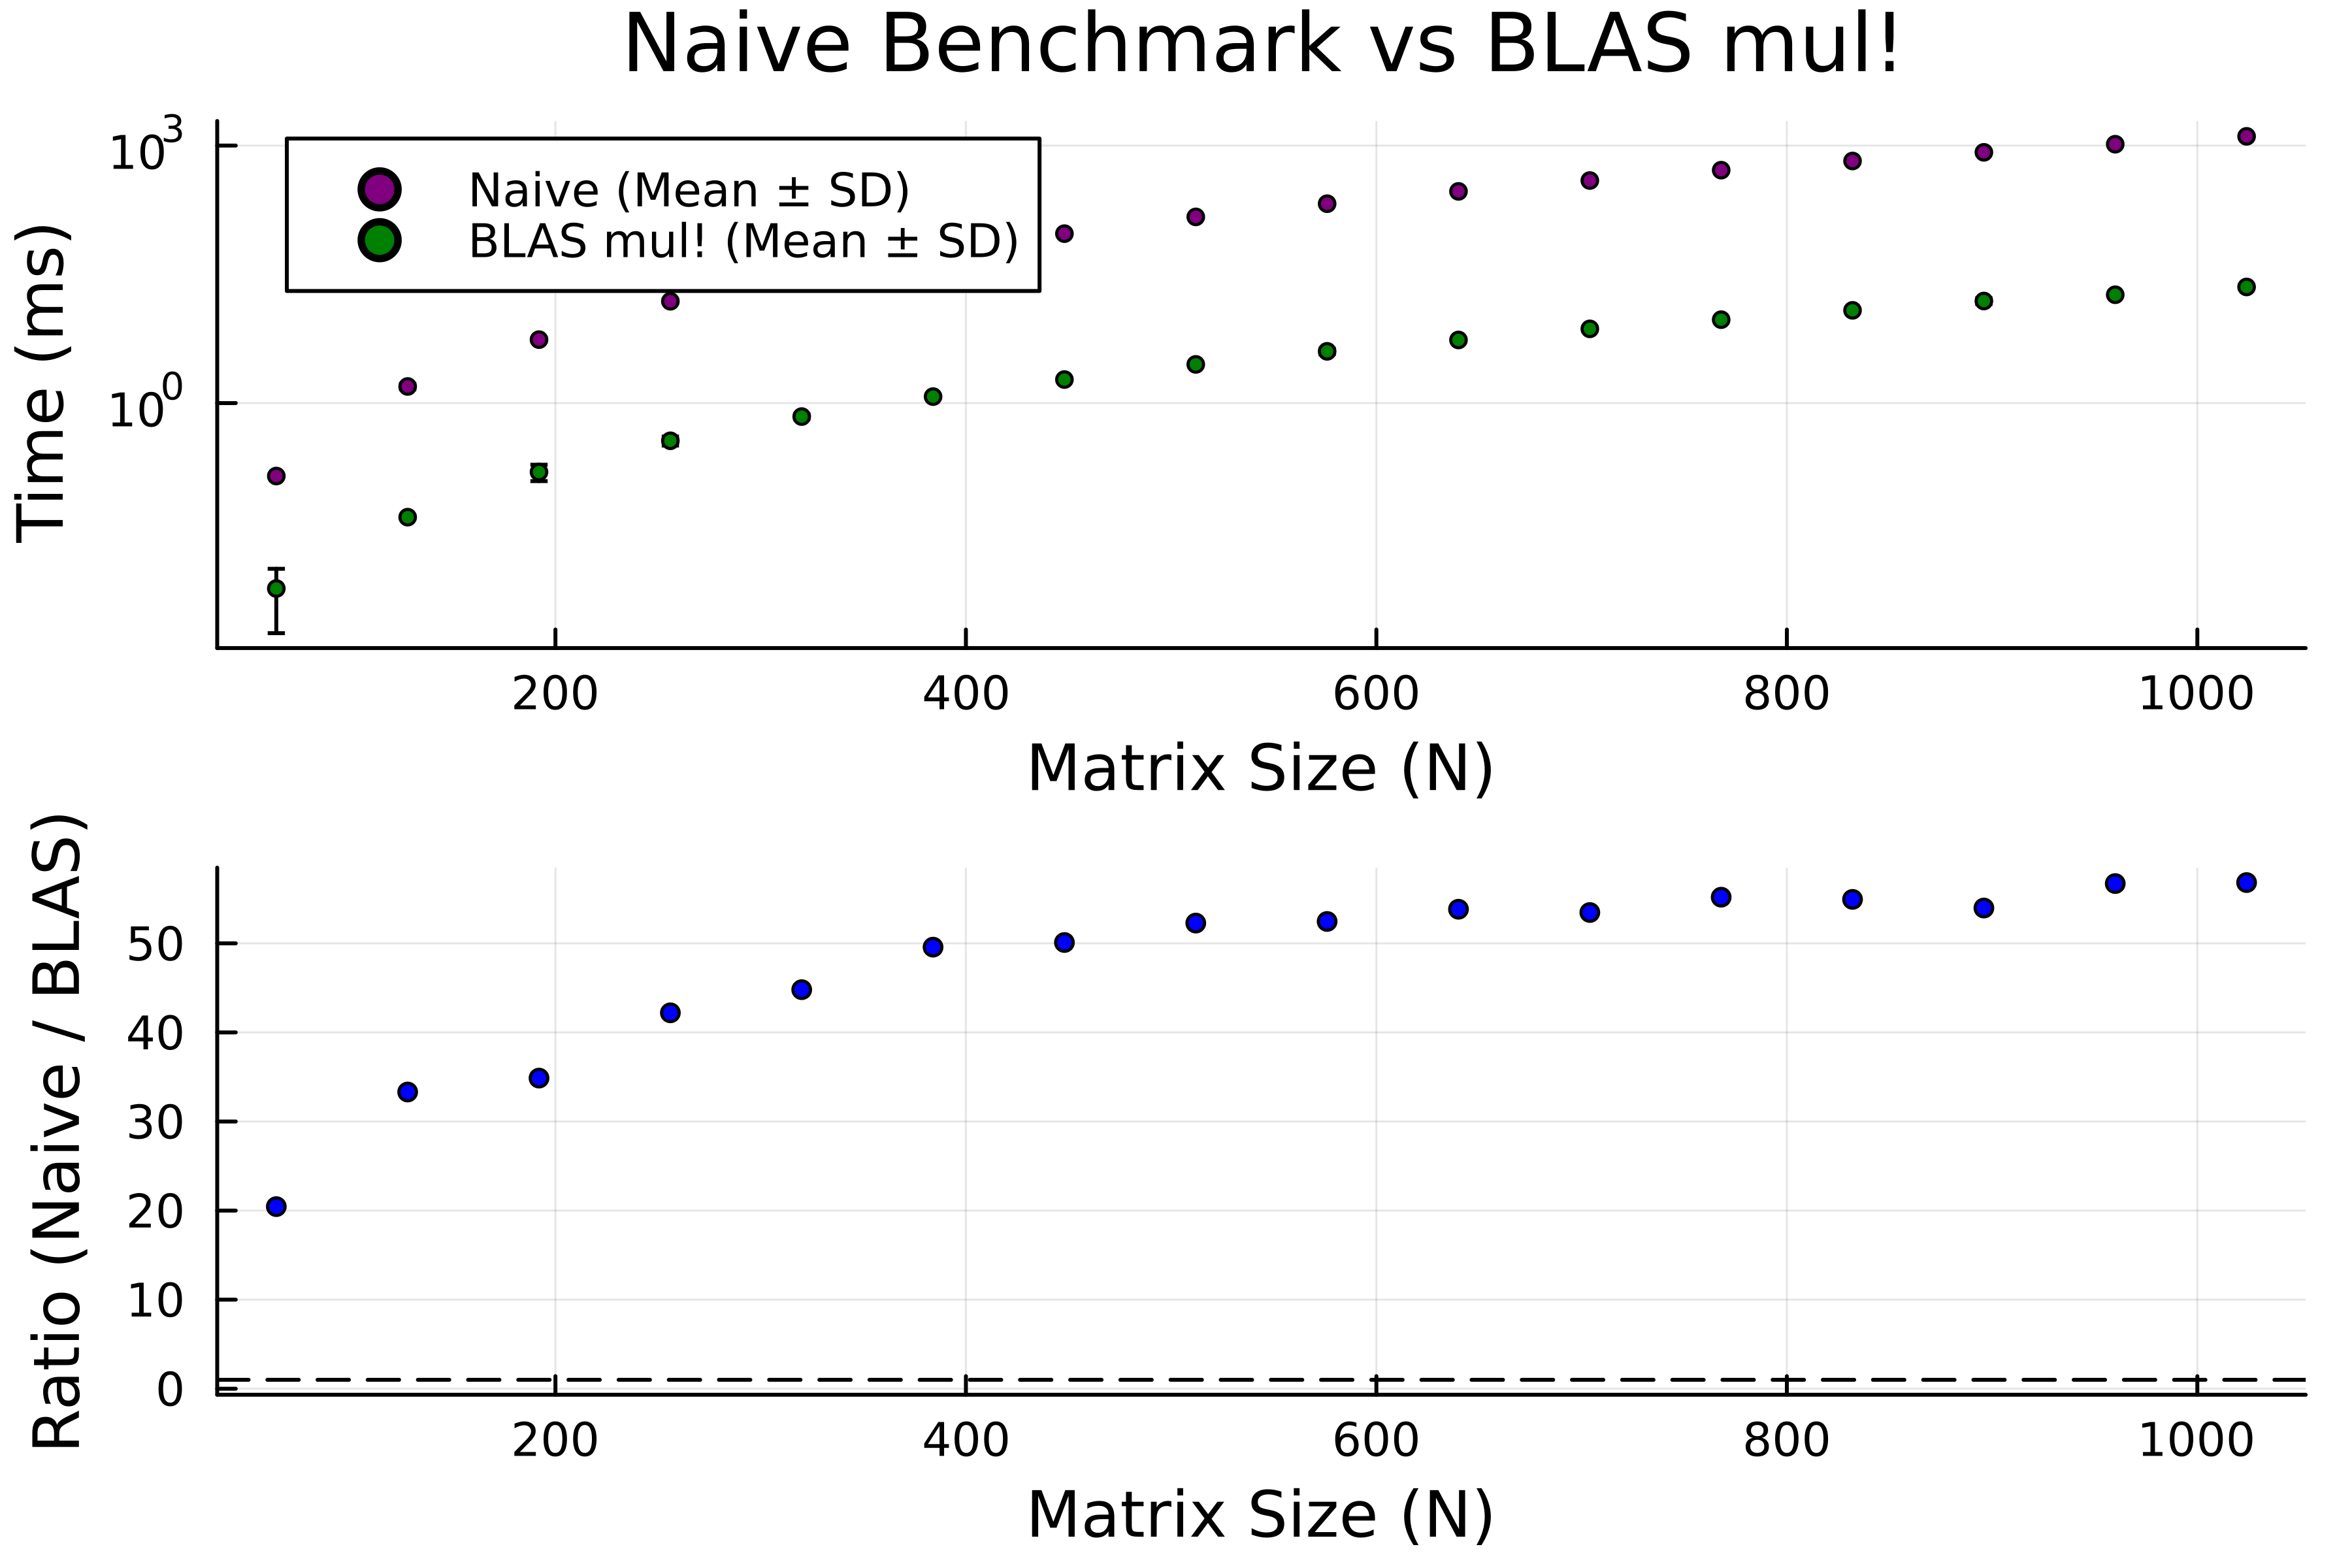 Naive Benchmark vs BLAS mul!
Time (ms)
10^3
10^0
Naive (Mean ± SD)
BLAS mul! (Mean ± SD)
200 400 600 800 1000
Matrix Size (N)
Ratio (Naive / BLAS)
50
40
30
20
10
0
200 400 600 800 1000
Matrix Size (N)